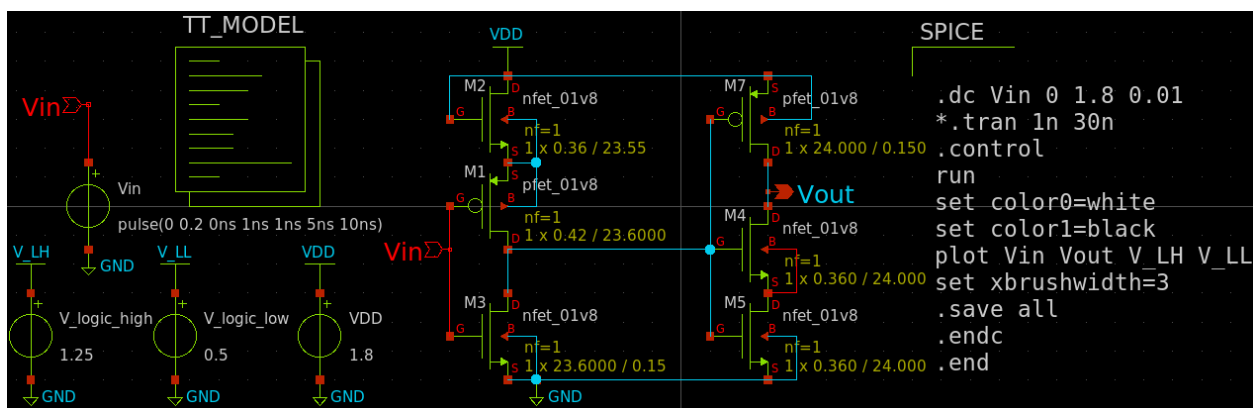 TT_MODEL
Vin
+
Vin
pulse(0 0.2 0ns 1ns 1ns 5ns 10ns)
GND
V_LH
+
V_logic_high
1.25
GND
V_LL
+
V_logic_low
0.5
GND
VDD
+
VDD
1.8
GND
VDD
M2
D
G
B
S
nfet_01v8
nf=1
1 x 0.36 / 23.55
M1
S
G
B
D
pfet_01v8
nf=1
1 x 0.42 / 23.6000
Vin
M3
D
G
B
S
nfet_01v8
nf=1
1 x 23.6000 / 0.15
GND
M7
S
G
B
D
pfet_01v8
nf=1
1 x 24.000 / 0.150
Vout
M4
D
G
B
S
nfet_01v8
nf=1
1 x 0.360 / 24.000
M5
D
G
B
S
nfet_01v8
nf=1
1 x 0.360 / 24.000
SPICE
.dc Vin 0 1.8 0.01
*.tran 1n 30n
.control
run
set color0=white
set color1=black
plot Vin Vout V_LH V_LL
set xbrushwidth=3
.save all
.endc
.end